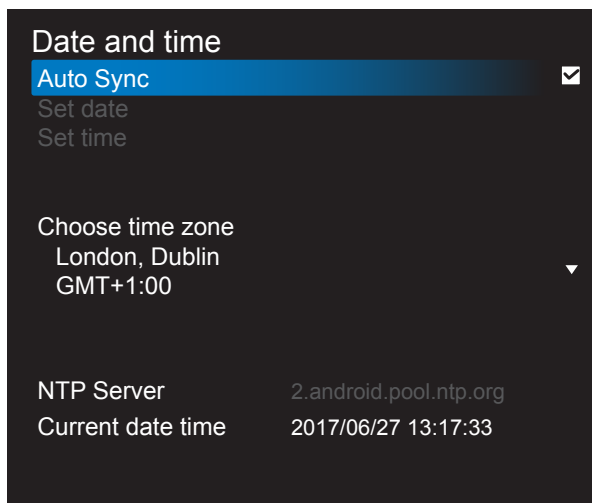 Date and time
Auto Sync
Set date
Set time
Choose time zone
London, Dublin
GMT+1:00
NTP Server 2.android.pool.ntp.org
Current date time 2017/06/27 13:17:33